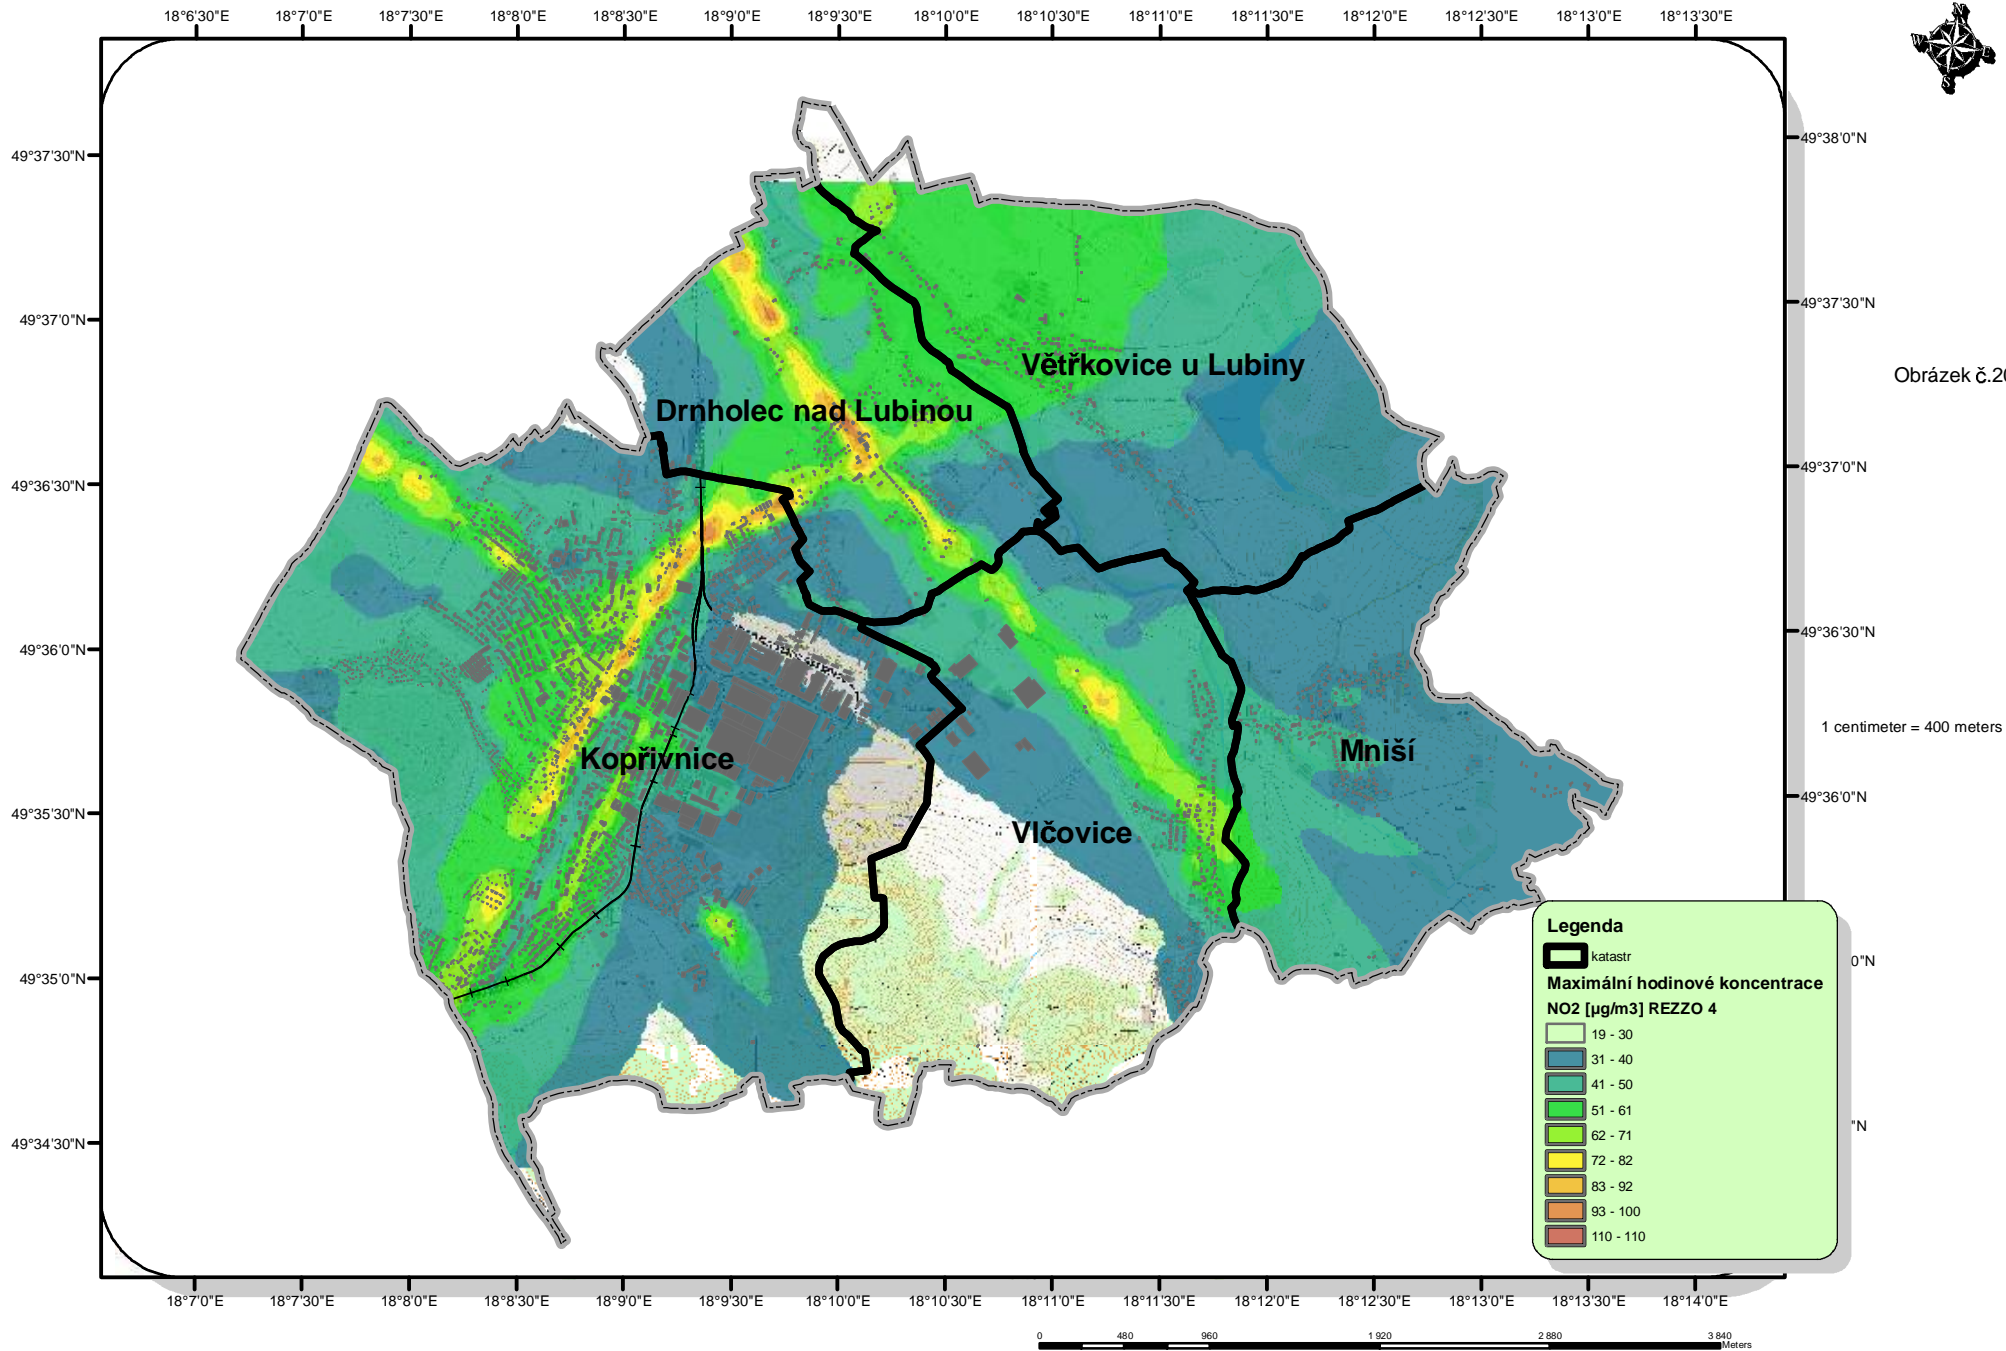 18°6'30"E 18°7'0"E 18°7'30"E 18°8'0"E 18°8'30"E 18°9'0"E 18°9'30"E 18°10'0"E 18°10'30"E 18°11'0"E 18°11'30"E 18°12'0"E 18°12'30"E 18°13'0"E 18°13'30"E
N
W
E
S
49°38'0"N
49°37'30"N
49°37'30"N
49°37'0"N
Větřkovice u Lubiny
Obrázek č.20
Drnholec nad Lubinou
49°37'0"N
49°36'30"N
49°36'30"N
49°36'0"N
1 centimeter = 400 meters
Mniší
Kopřivnice
49°36'0"N
49°35'30"N
Vlčovice
49°35'0"N
0"N
"N
49°34'30"N
Legenda
katastr
Maximální hodinové koncentrace
NO2 [µg/m3] REZZO 4
19 - 30
31 - 40
41 - 50
51 - 61
62 - 71
72 - 82
83 - 92
93 - 100
110 - 110
18°7'0"E 18°7'30"E 18°8'0"E 18°8'30"E 18°9'0"E 18°9'30"E 18°10'0"E 18°10'30"E 18°11'0"E 18°11'30"E 18°12'0"E 18°12'30"E 18°13'0"E 18°13'30"E 18°14'0"E
0 480 960 1 920 2 880 3 840
Meters